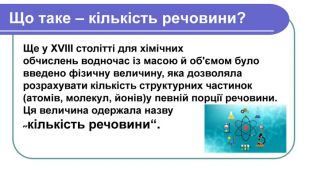 Що таке – кількість речовини?
Ще у XVIII столітті для хімічних
обчислень водночас із масою й об'ємом було
введено фізичну величину, яка дозволяла
розрахувати кількість структурних частинок
(атомів, молекул, йонів)у певній порції речовини.
Ця величина одержала назву
"кількість речовини".